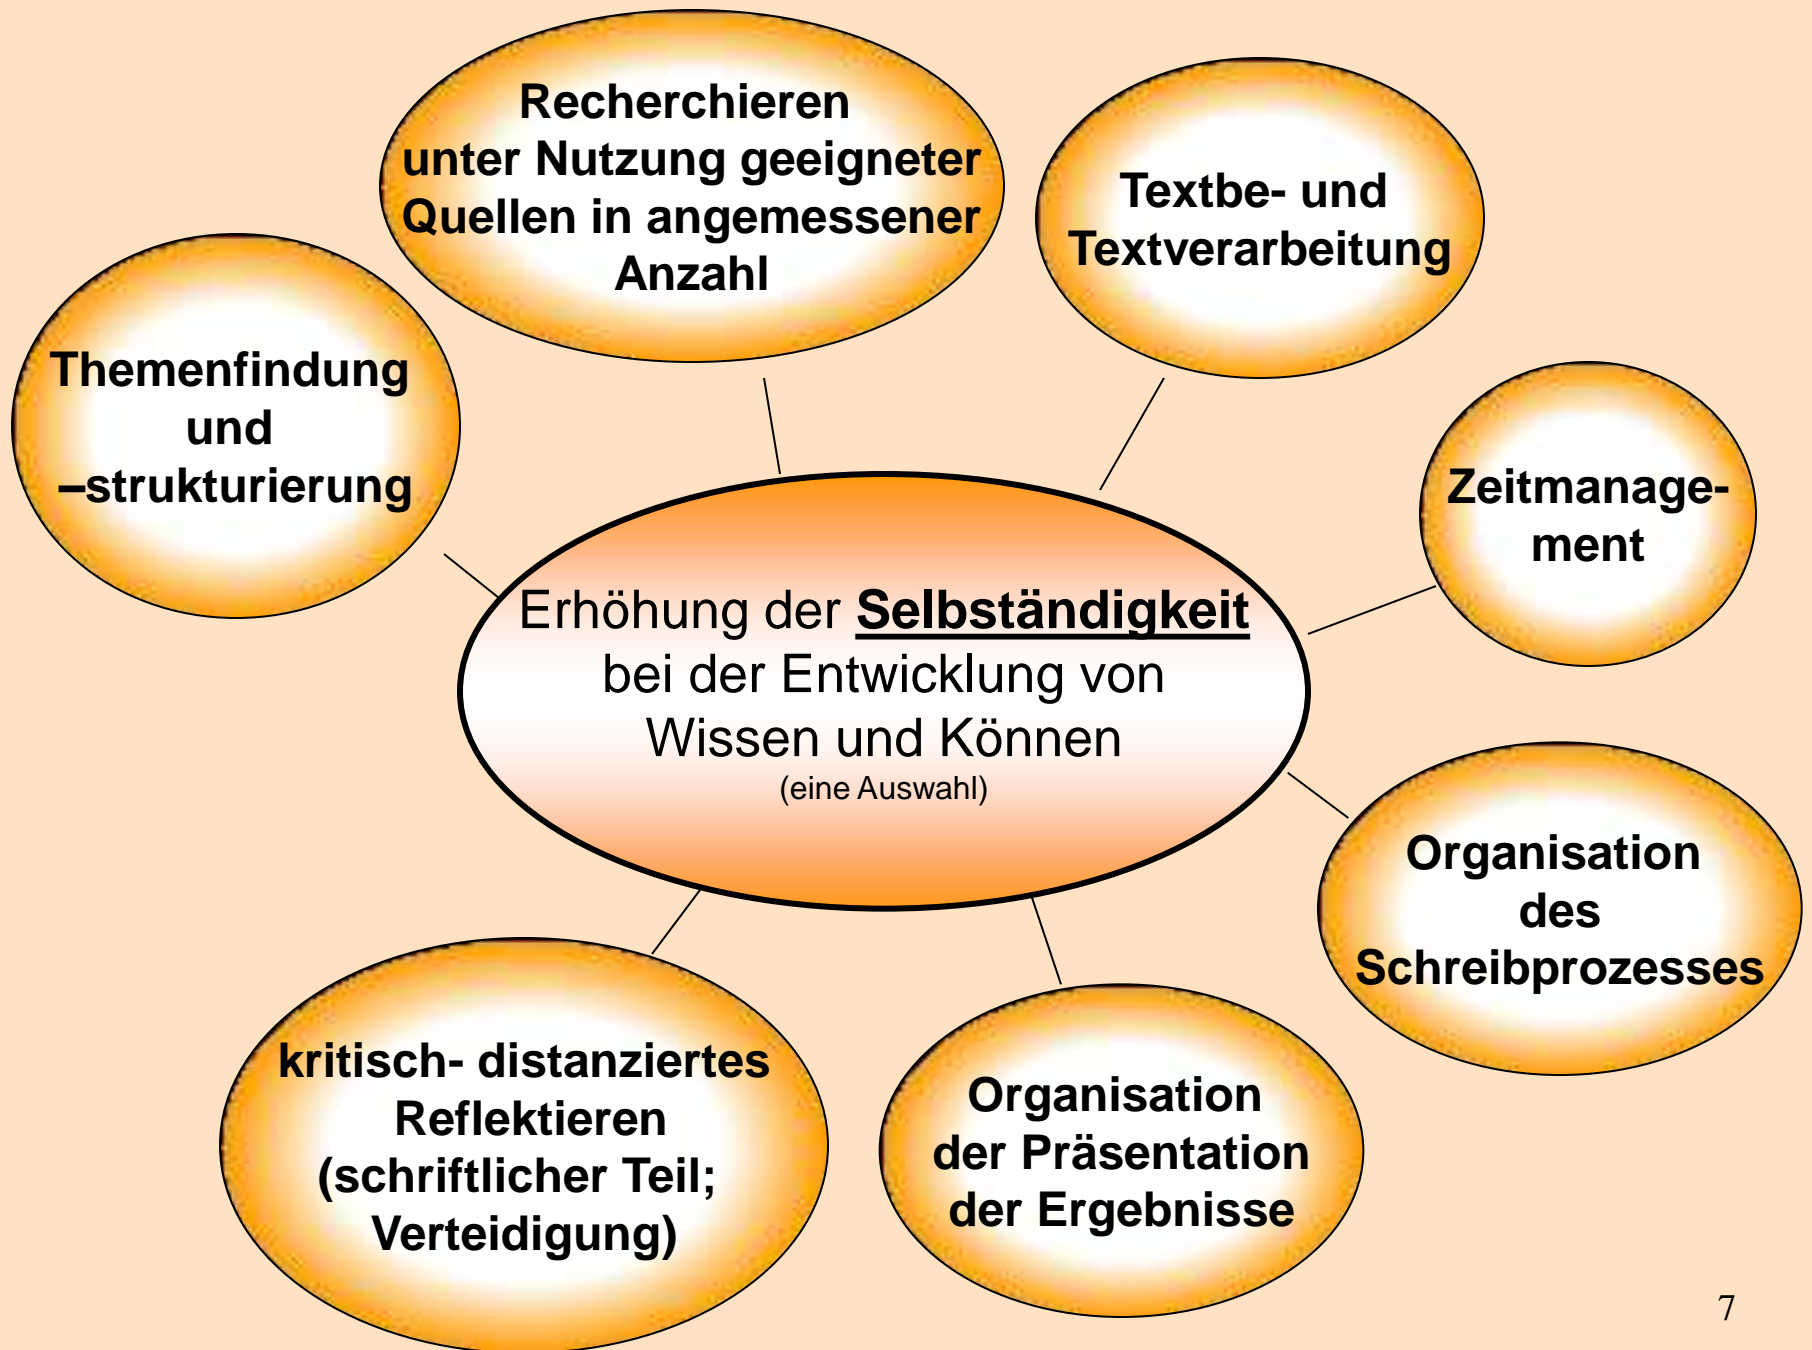 Recherchieren
unter Nutzung geeigneter
Quellen in angemessener
Anzahl
Textbe- und
Textverarbeitung
Themenfindung
und
–strukturierung
Zeitmanage-
ment
Erhöhung der Selbständigkeit
bei der Entwicklung von
Wissen und Können
(eine Auswahl)
Organisation
des
Schreibprozesses
kritisch- distanziertes
Reflektieren
(schriftlicher Teil;
Verteidigung)
Organisation
der Präsentation
der Ergebnisse
7